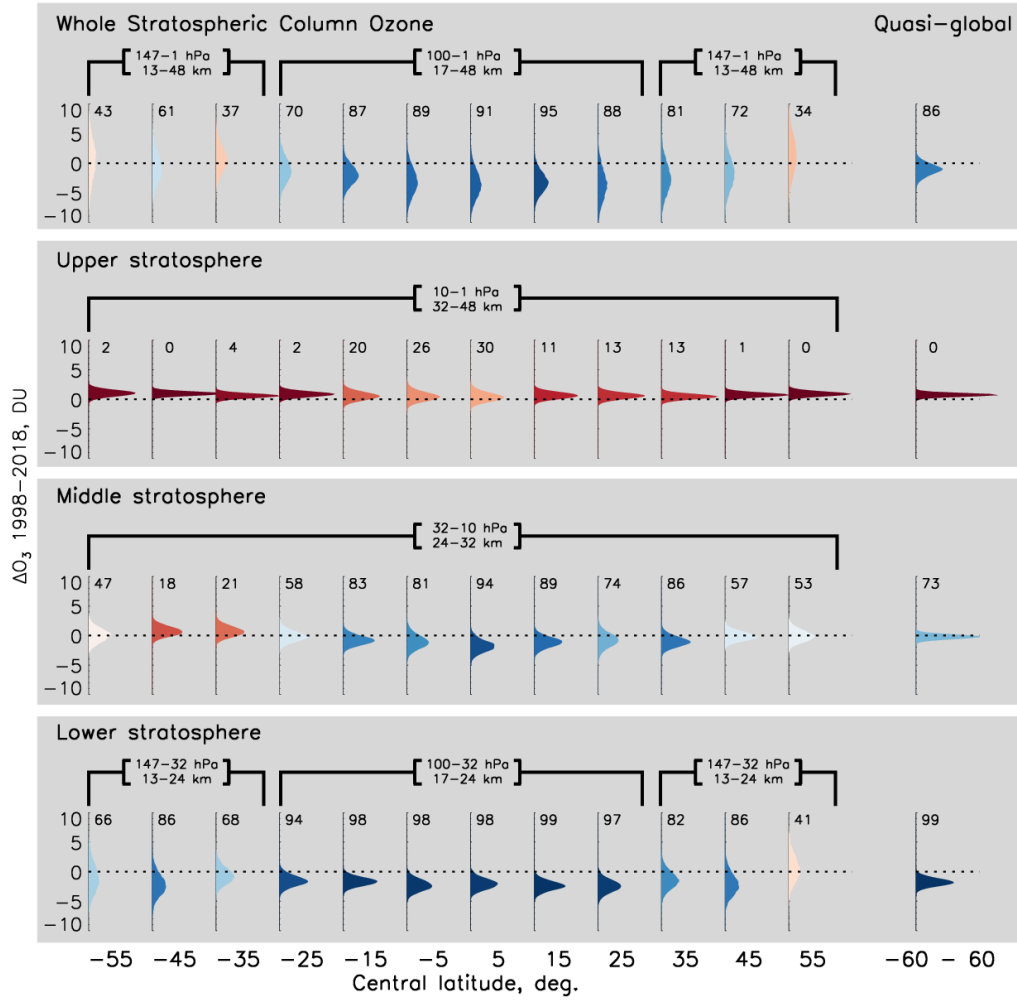 Whole Stratospheric Column Ozone
Quasi-global
147-1 hPa
13-48 km
100-1 hPa
17-48 km
147-1 hPa
13-48 km
10 43 61 37 70 87 89 91 95 88 81 72 34 86
5
0
-5
-10
Upper stratosphere
10-1 hPa
32-48 km
10 2 0 4 2 20 26 30 11 13 13 1 0 0
5
0
-5
-10
ΔO₃ 1998-2018, DU
Middle stratosphere
32-10 hPa
24-32 km
10 47 18 21 58 83 81 94 89 74 86 57 53 73
5
0
-5
-10
Lower stratosphere
147-32 hPa
13-24 km
100-32 hPa
17-24 km
147-32 hPa
13-24 km
10 66 86 68 94 98 98 98 99 97 82 86 41 99
5
0
-5
-10
-55 -45 -35 -25 -15 -5 5 15 25 35 45 55 -60 - 60
Central latitude, deg.